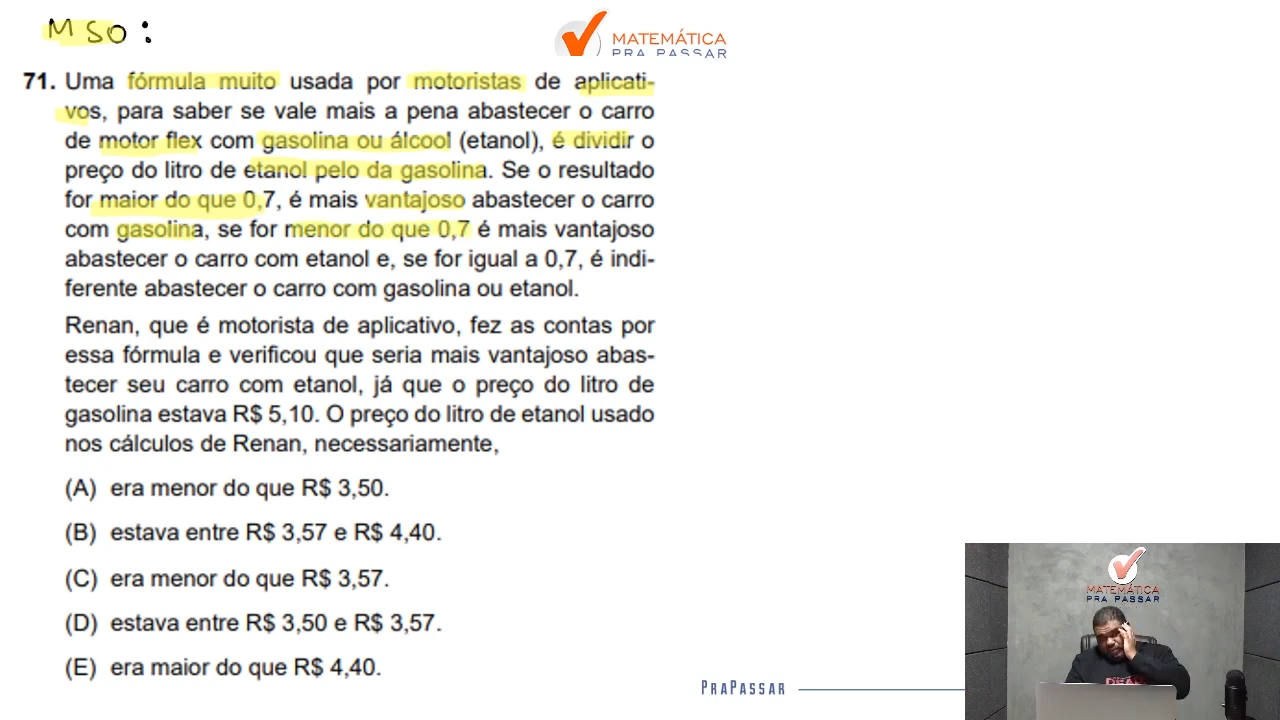 MSO:
MATEMÁTICA
PRA PASSAR
71. Uma fórmula muito usada por motoristas de aplicati-
vos, para saber se vale mais a pena abastecer o carro
de motor flex com gasolina ou álcool (etanol), é dividir o
preço do litro de etanol pelo da gasolina. Se o resultado
for maior do que 0,7, é mais vantajoso abastecer o carro
com gasolina, se for menor do que 0,7 é mais vantajoso
abastecer o carro com etanol e, se for igual a 0,7, é indi-
ferente abastecer o carro com gasolina ou etanol.
Renan, que é motorista de aplicativo, fez as contas por
essa fórmula e verificou que seria mais vantajoso abas-
tecer seu carro com etanol, já que o preço do litro de
gasolina estava R$ 5,10. O preço do litro de etanol usado
nos cálculos de Renan, necessariamente,
(A) era menor do que R$ 3,50.
(B) estava entre R$ 3,57 e R$ 4,40.
(C) era menor do que R$ 3,57.
(D) estava entre R$ 3,50 e R$ 3,57.
(E) era maior do que R$ 4,40.
MATEMÁTICA
PRA PASSAR
PRAPASSAR